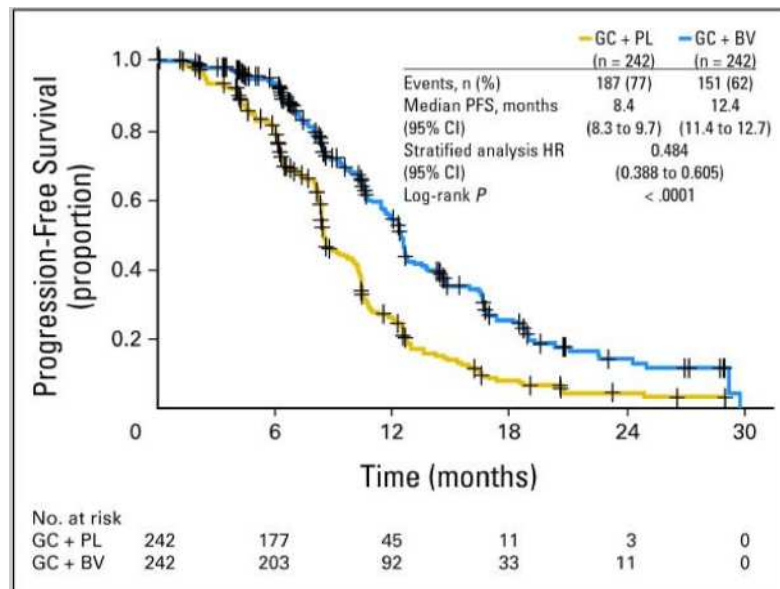 GC + PL GC + BV
(n = 242) (n = 242)
Events, n (%) 187 (77) 151 (62)
Median PFS, months 8.4 12.4
(95% CI) (8.3 to 9.7) (11.4 to 12.7)
Stratified analysis HR 0.484
(95% CI) (0.388 to 0.605)
Log-rank P < .0001
Progression-Free Survival
(proportion)
1.0
0.8
0.6
0.4
0.2
0 6 12 18 24 30
Time (months)
No. at risk
GC + PL 242 177 45 11 3 0
GC + BV 242 203 92 33 11 0